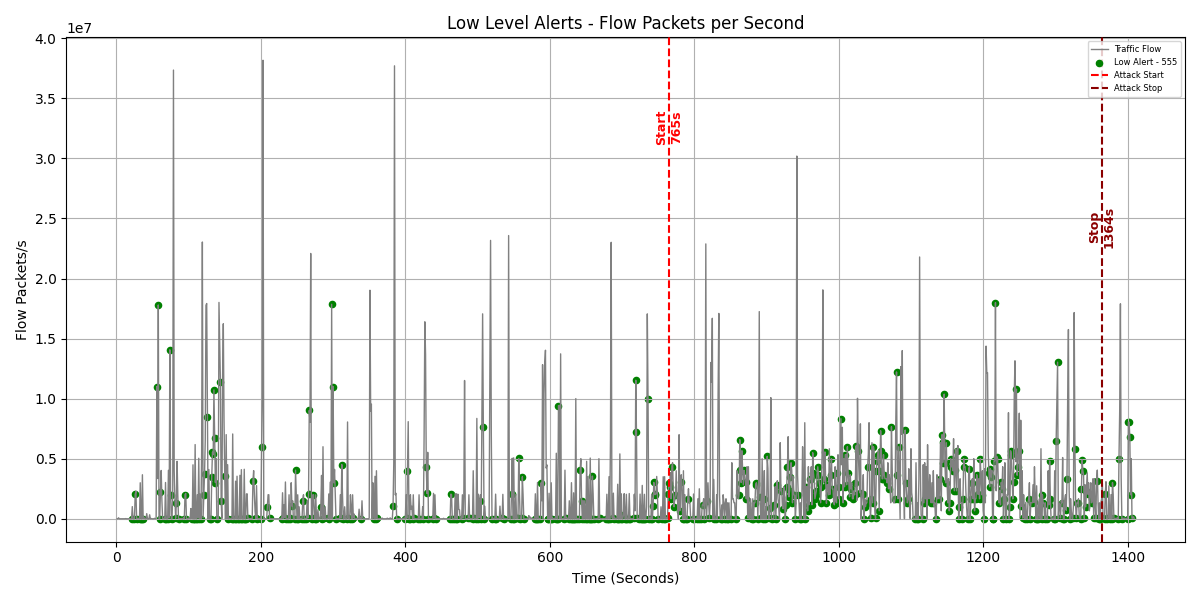 Low Level Alerts - Flow Packets per Second
1e7
4.0
3.5
3.0
2.5
2.0
1.5
1.0
0.5
0.0
Flow Packets/s
Traffic Flow
Low Alert - 555
Attack Start
Attack Stop
Start
765s
Stop
1364s
0 200 400 600 800 1000 1200 1400
Time (Seconds)